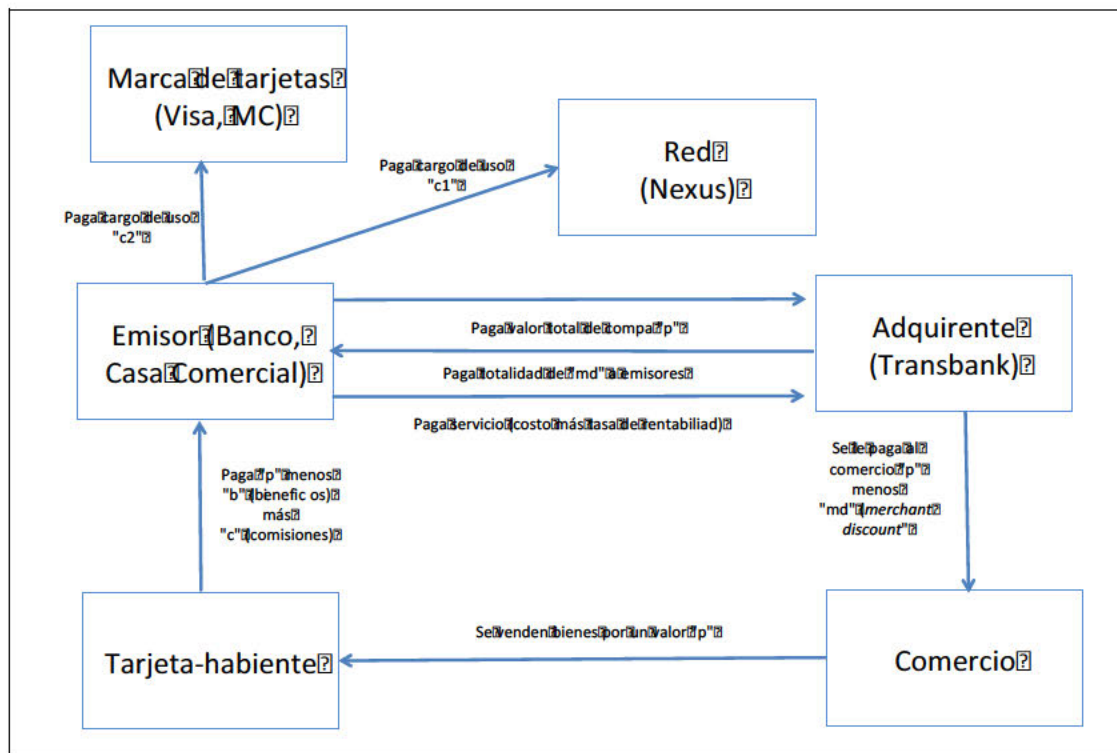 Marca de tarjetas
(Visa, MC)
Red
(Nexus)
Paga cargo de uso
"c1"
Paga cargo de uso
"c2"
Emisor (Banco,
Casa Comercial)
Paga valor total de compa "p"
Adquirente
(Transbank)
Paga totalidad de "md" a emisores
Paga servicio (costo más tasa de rentabiliad)
Paga "p" menos
"b" (benefic os)
más
"c" (comisiones)
Se le paga al
comercio "p"
menos
"md" (merchant
discount"
Se venden bienes por un valor "p"
Tarjeta-habiente
Comercio